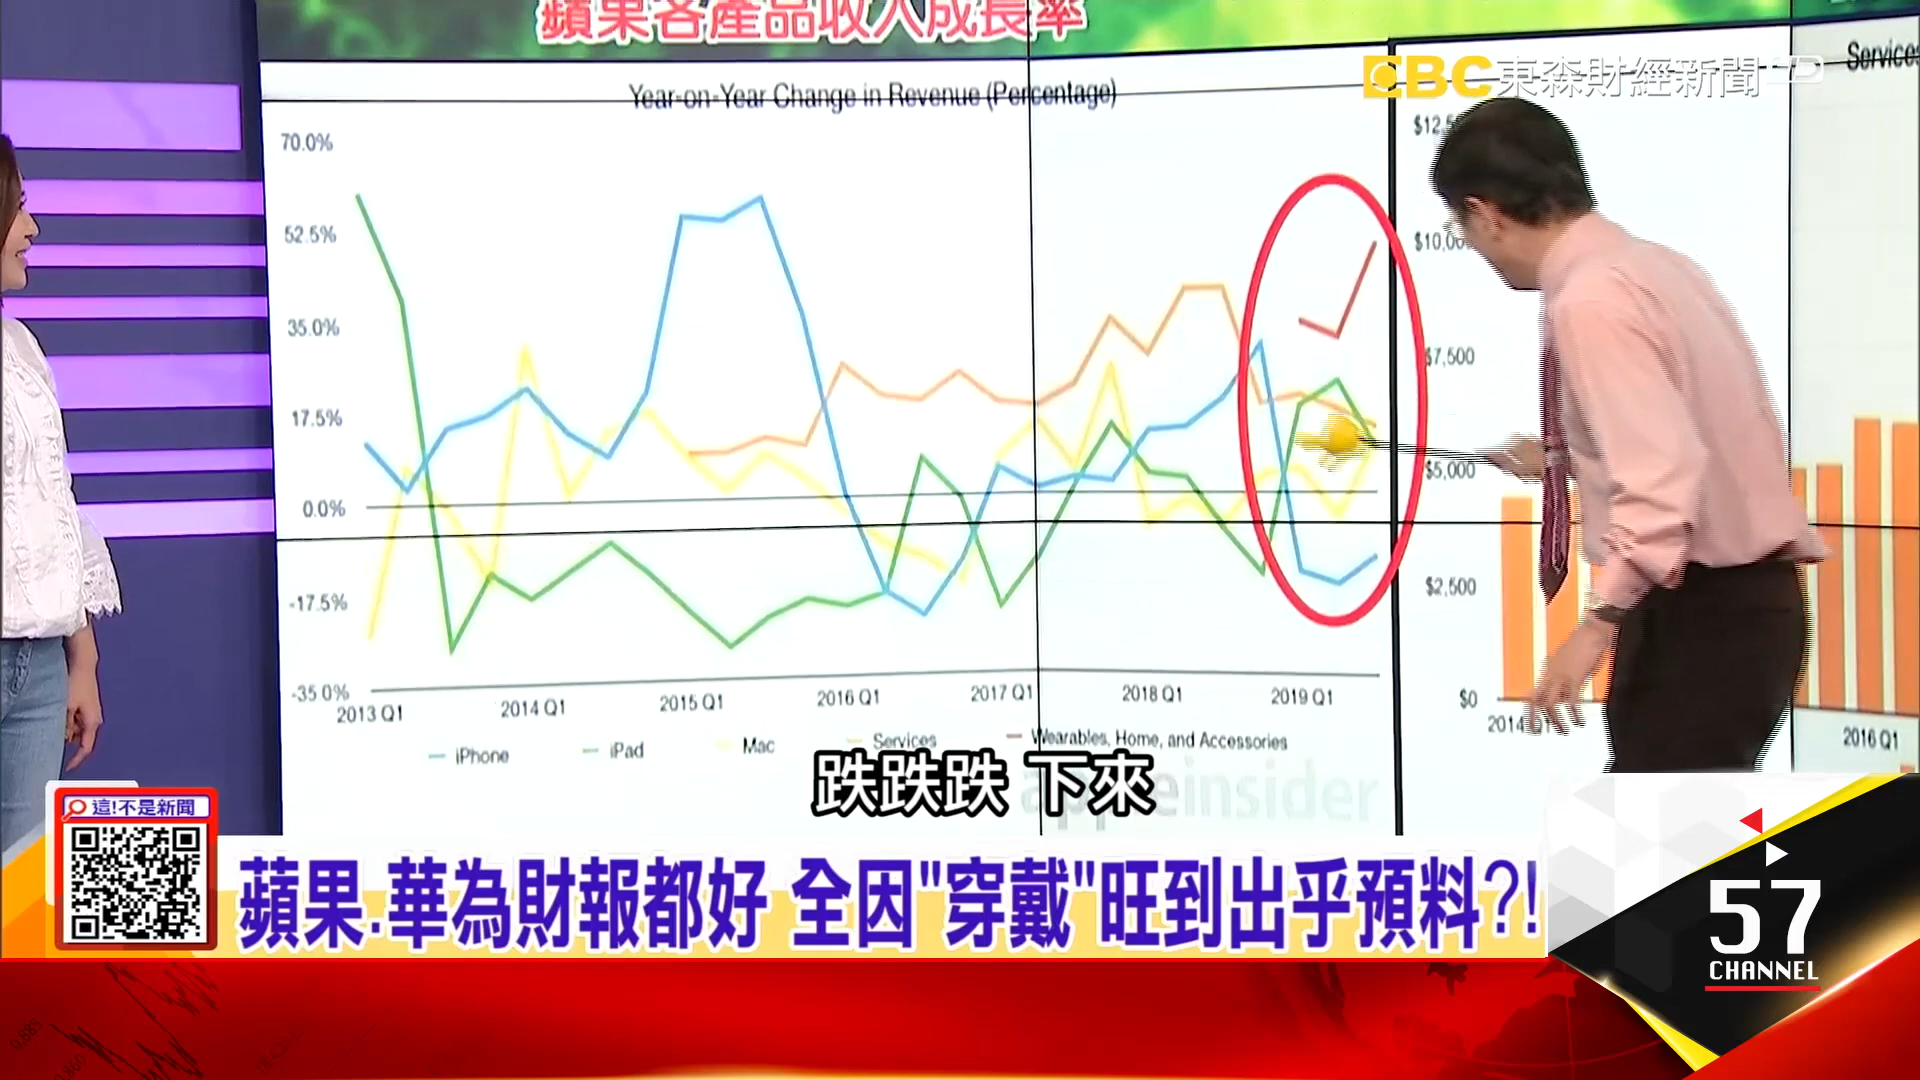 蘋果各產品收入成長率
EBC 東森財經新聞 HD
Year-on-Year Change in Revenue (Percentage)
Services
70.0%
52.5%
35.0%
17.5%
0.0%
-17.5%
-35.0%
2013 Q1
2014 Q1
2015 Q1
2016 Q1
2017 Q1
2018 Q1
2019 Q1
iPhone
iPad
Mac
Services
Wearables, Home, and Accessories
$7,500
$5,000
$2,500
$0
2014 Q1
2016 Q1
appleinsider
跌跌跌 下來
這!不是新聞
蘋果.華為財報都好 全因"穿戴"旺到出乎預料?!
57
CHANNEL